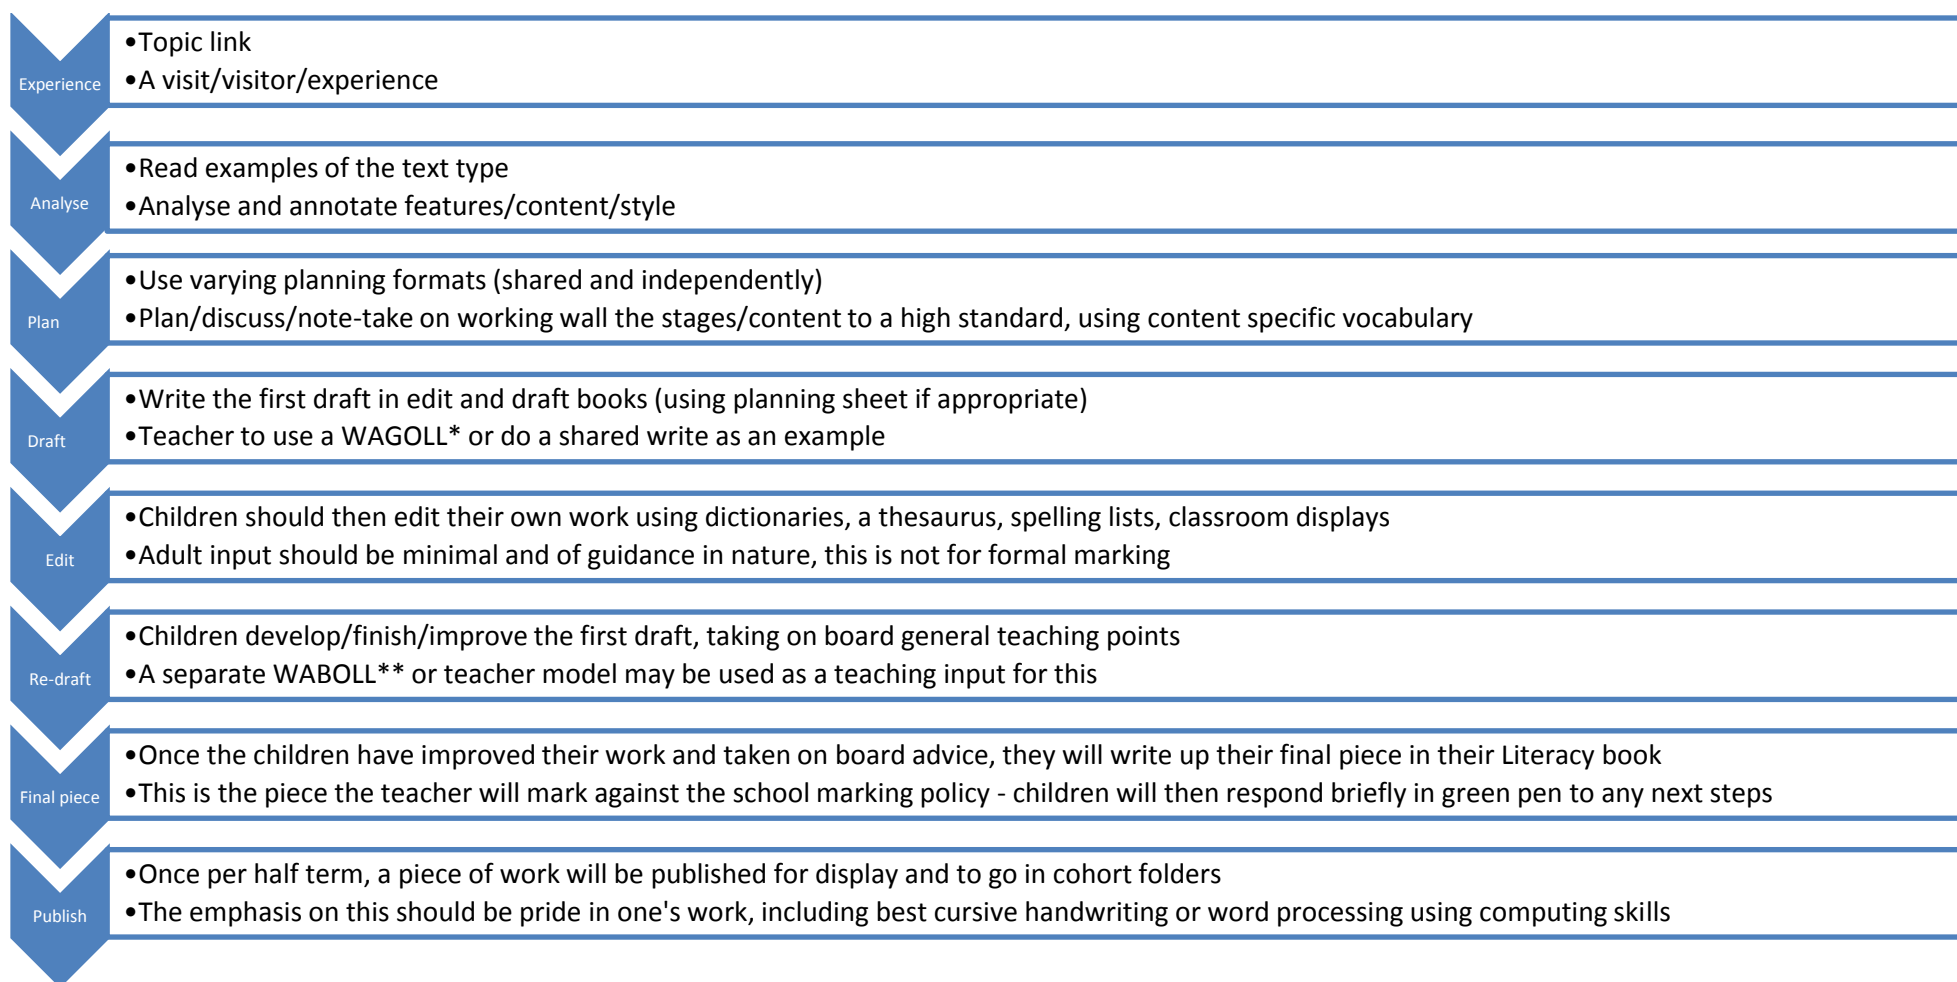 Experience
•Topic link
•A visit/visitor/experience
Analyse
•Read examples of the text type
•Analyse and annotate features/content/style
Plan
•Use varying planning formats (shared and independently)
•Plan/discuss/note-take on working wall the stages/content to a high standard, using content specific vocabulary
Draft
•Write the first draft in edit and draft books (using planning sheet if appropriate)
•Teacher to use a WAGOLL* or do a shared write as an example
Edit
•Children should then edit their own work using dictionaries, a thesaurus, spelling lists, classroom displays
•Adult input should be minimal and of guidance in nature, this is not for formal marking
Re-draft
•Children develop/finish/improve the first draft, taking on board general teaching points
•A separate WABOLL** or teacher model may be used as a teaching input for this
Final piece
•Once the children have improved their work and taken on board advice, they will write up their final piece in their Literacy book
•This is the piece the teacher will mark against the school marking policy - children will then respond briefly in green pen to any next steps
Publish
•Once per half term, a piece of work will be published for display and to go in cohort folders
•The emphasis on this should be pride in one's work, including best cursive handwriting or word processing using computing skills